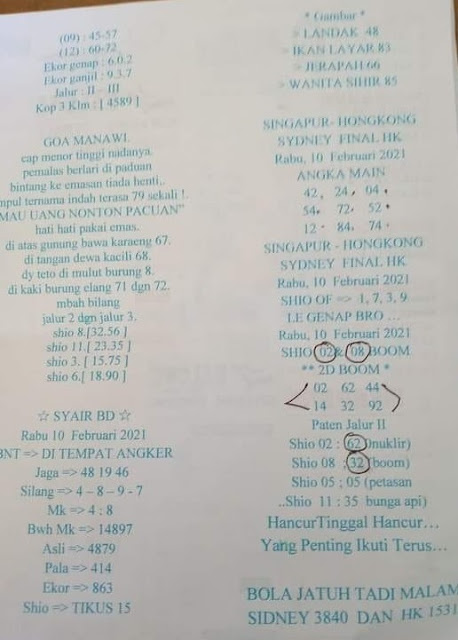 (09) : 45-57
(12) : 60-72
Ekor genap : 6.0.2
Ekor ganjil : 9.3.7
Jalur : II - III
Kop 3 Klm : [ 4589 ]
GOA MANAWI.
cap menor tinggi nadanya.
pemalas berlari di paduan
bintang ke emasan tiada henti..
mpul ternama indah terasa 79 sekali !.
MAU UANG NONTON PACUAN"
hati hati pakai emas.
di atas gunung bawa karaeng 67.
di tangan dewa kacili 68.
dy teto di mulut burung 8.
di kaki burung elang 71 dgn 72.
mbah bilang
jalur 2 dgn jalur 3.
shio 8.[32.56 ]
shio 11.[ 23.35 ]
shio 3. [ 15.75 ]
shio 6.[ 18.90 ]
☆ SYAIR BD ☆
Rabu 10 Februari 2021
BNT => DI TEMPAT ANGKER
Jaga => 48 19 46
Silang => 4 – 8 – 9 - 7
Mk => 4 : 8
Bwh Mk => 14897
Asli => 4879
Pala => 414
Ekor => 863
Shio => TIKUS 15
* Gambar *
> LANDAK 48
> IKAN LAYAR 83
> JERAPAH 66
> WANITA SIHIR 85
SINGAPUR- HONGKONG
SYDNEY FINAL HK
Rabu, 10 Februari 2021
ANGKA MAIN
42, 24, 04,
54, 72, 52
12 84, 74
SINGAPUR - HONGKONG
SYDNEY FINAL HK
Rabu, 10 Februari 2021
SHIO OF => 1, 7, 3, 9
LE GENAP BRO ...
Rabu, 10 Februari 2021
SHIO 02 & 08 BOOM
** 2D BOOM *
02 62 44
14 32 92
Paten Jalur II
Shio 02 : 62 0nuklir)
Shio 08 ; 32 (boom)
Shio 05 ; 05 (petasan
..Shio 11 : 35 bunga api)
HancurTinggal Hancur...
Yang Penting Ikuti Terus...
BOLA JATUH TADI MALAM
SIDNEY 3840 DAN HK 1531